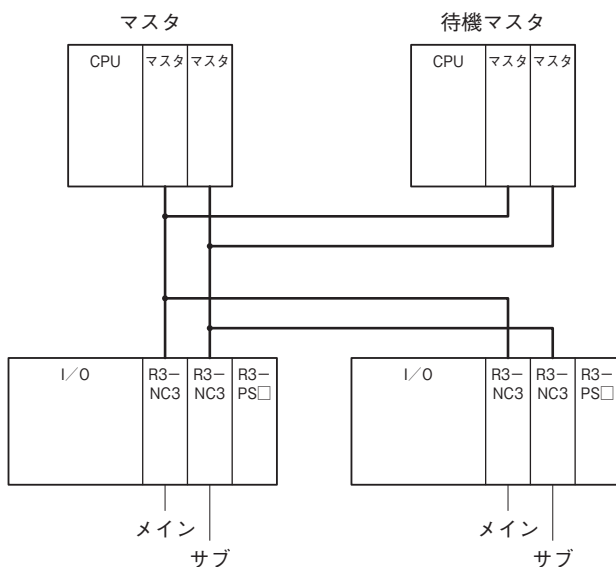 マスタ
待機マスタ
CPU
マスタ
マスタ
CPU
マスタ
マスタ
I/O
R3−
NC3
R3−
NC3
R3−
PS□
I/O
R3−
NC3
R3−
NC3
R3−
PS□
メイン
サブ
メイン
サブ